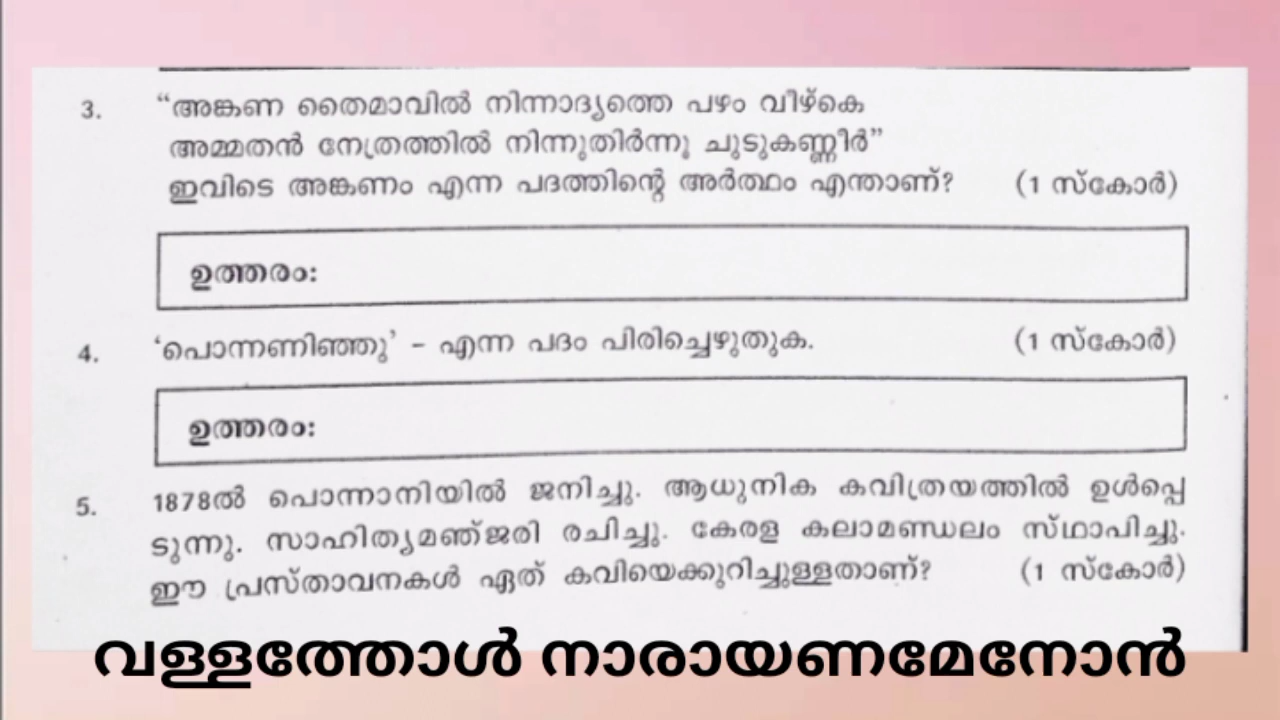 3. “അങ്കണ തൈമാവിൽ നിന്നാദ്യത്തെ പഴം വീഴ്കെ
അമ്മതൻ നേത്രത്തിൽ നിന്നുതിർന്നൂ ചുടുകണ്ണീർ”
ഇവിടെ അങ്കണം എന്ന പദത്തിന്റെ അർത്ഥം എന്താണ്? (1 സ്കോർ)
ഉത്തരം:
4. ‘പൊന്നണിഞ്ഞു’ – എന്ന പദം പിരിച്ചെഴുതുക. (1 സ്കോർ)
ഉത്തരം:
5. 1878ൽ പൊന്നാനിയിൽ ജനിച്ചു. ആധുനിക കവിത്രയത്തിൽ ഉൾപ്പെ
ടുന്നു. സാഹിത്യമഞ്ജരി രചിച്ചു. കേരള കലാമണ്ഡലം സ്ഥാപിച്ചു.
ഈ പ്രസ്താവനകൾ ഏത് കവിയെക്കുറിച്ചുള്ളതാണ്? (1 സ്കോർ)
വള്ളത്തോൾ നാരായണമേനോൻ